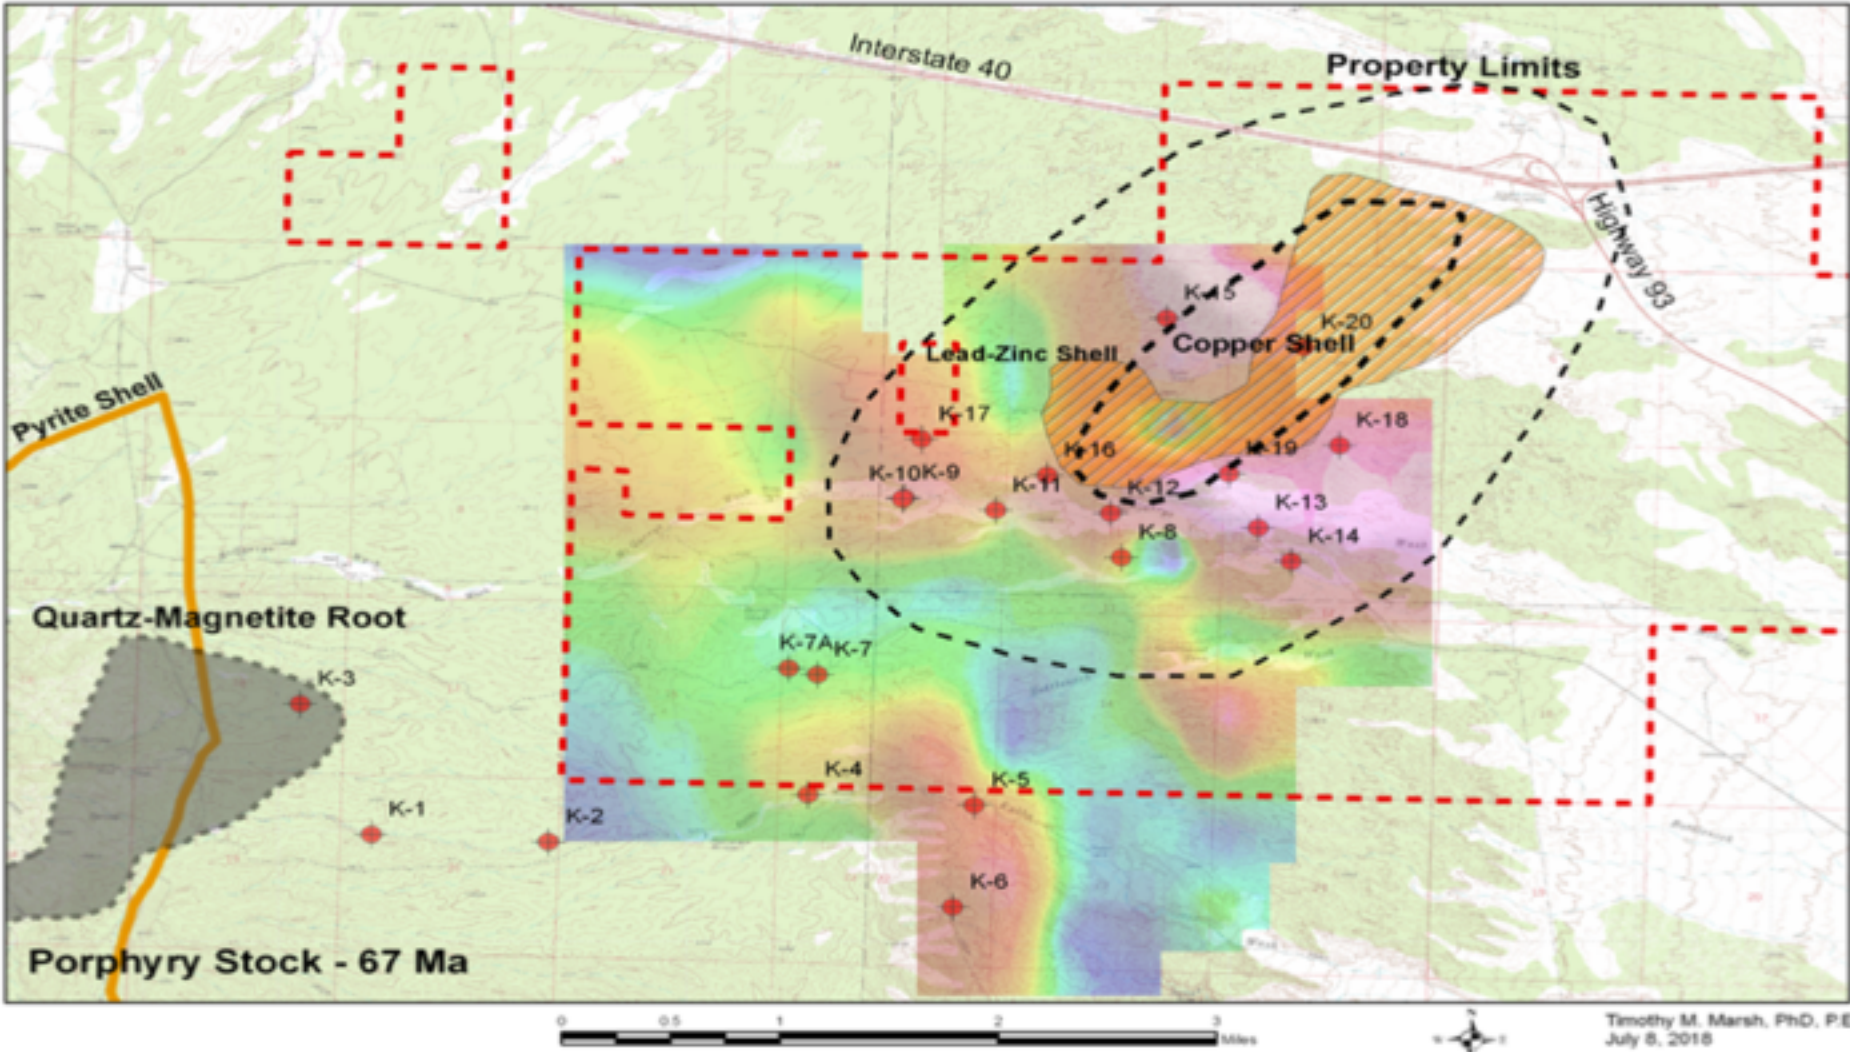 Interstate 40
Property Limits
Highway 93
K-15
K-20
Copper Shell
Lead-Zinc Shell
Pyrite Shell
K-17
K-18
K-16
K-19
K-10
K-9
K-11
K-12
K-13
K-8
K-14
Quartz-Magnetite Root
K-7A
K-7
K-3
K-4
K-5
K-1
K-2
K-6
Porphyry Stock - 67 Ma
0 0.5 1 2 3
Miles
Timothy M. Marsh, PhD, P.E
July 8, 2018